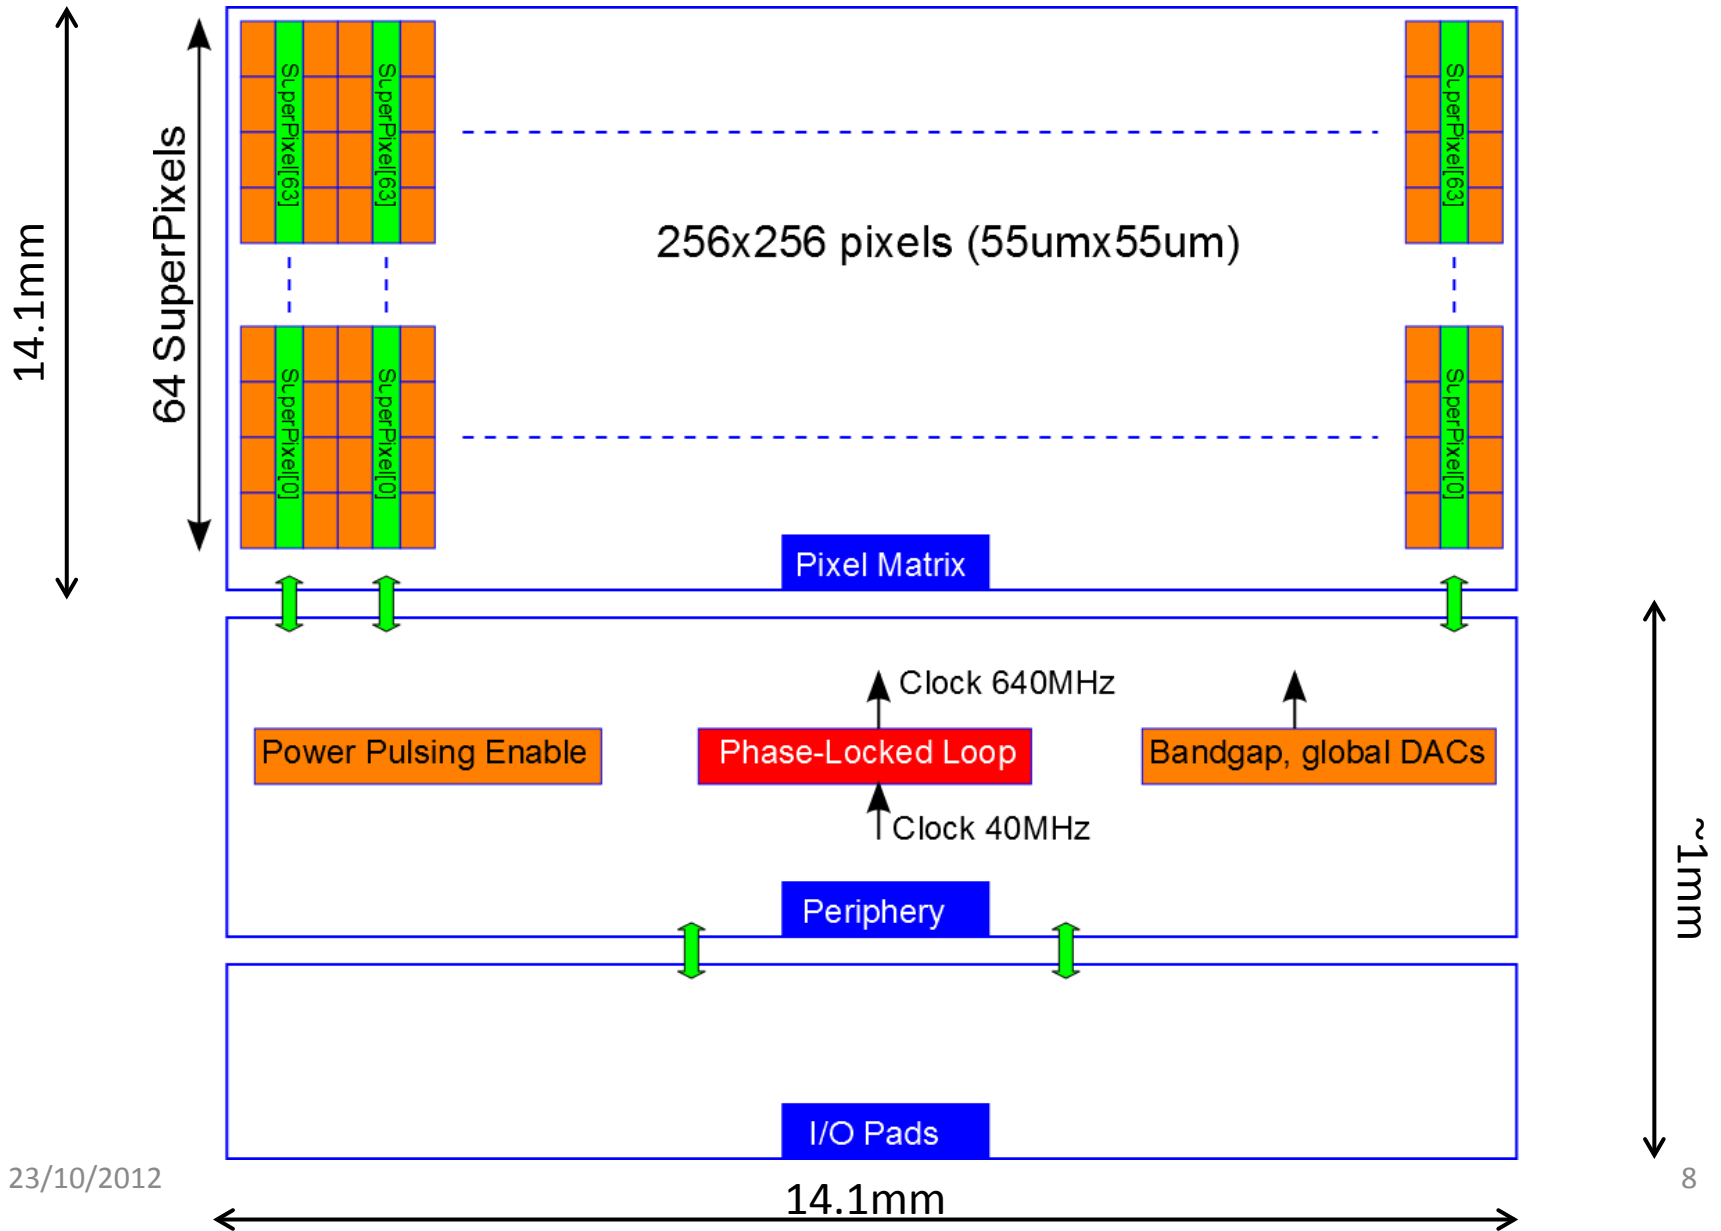 14.1mm
64 SuperPixels
SuperPixel[63]
SuperPixel[63]
SuperPixel[63]
256x256 pixels (55umx55um)
SuperPixel[0]
SuperPixel[0]
SuperPixel[0]
Pixel Matrix
Clock 640MHz
Power Pulsing Enable
Phase-Locked Loop
Bandgap, global DACs
Clock 40MHz
~1mm
Periphery
I/O Pads
23/10/2012
8
14.1mm